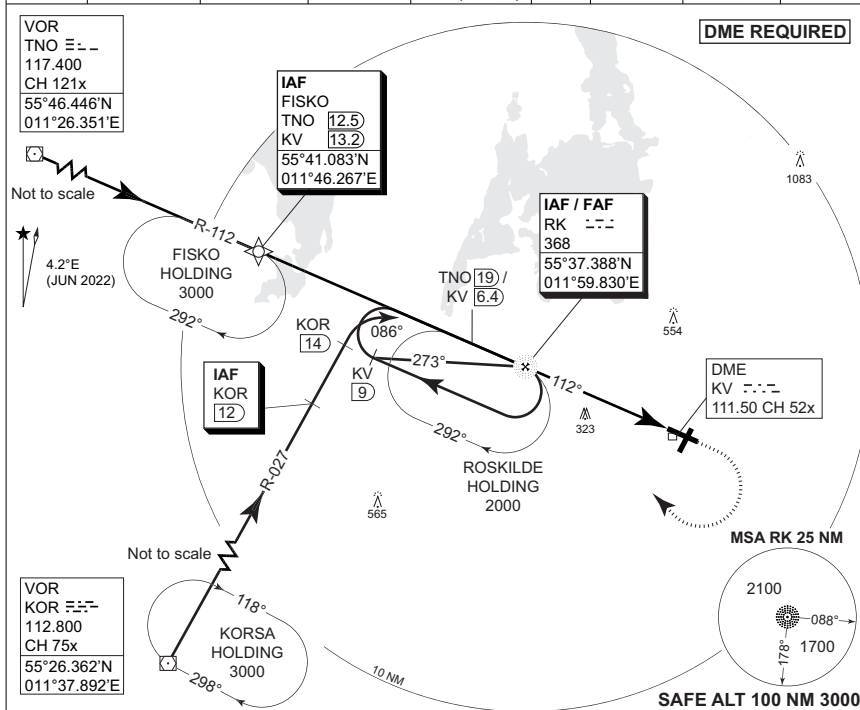 VOR
TNO
117.400
CH 121x
55°46.446'N
011°26.351'E
DME REQUIRED
IAF
FISKO
TNO 12.5
KV 13.2
55°41.083'N
011°46.267'E
1083
Not to scale
IAF / FAF
RK
368
55°37.388'N
011°59.830'E
R-112
4.2°E
(JUN 2022)
FISKO
HOLDING
3000
292°
TNO 19 /
KV 6.4
KOR
14
086°
554
273°
KV
9
112°
DME
KV
111.50 CH 52x
IAF
KOR
12
323
292°
R-027
ROSKILDE
HOLDING
2000
565
Not to scale
MSA RK 25 NM
VOR
KOR
112.800
CH 75x
55°26.362'N
011°37.892'E
118°
KORSA
HOLDING
3000
298°
10 NM
2100
088°
178°
1700
SAFE ALT 100 NM 3000